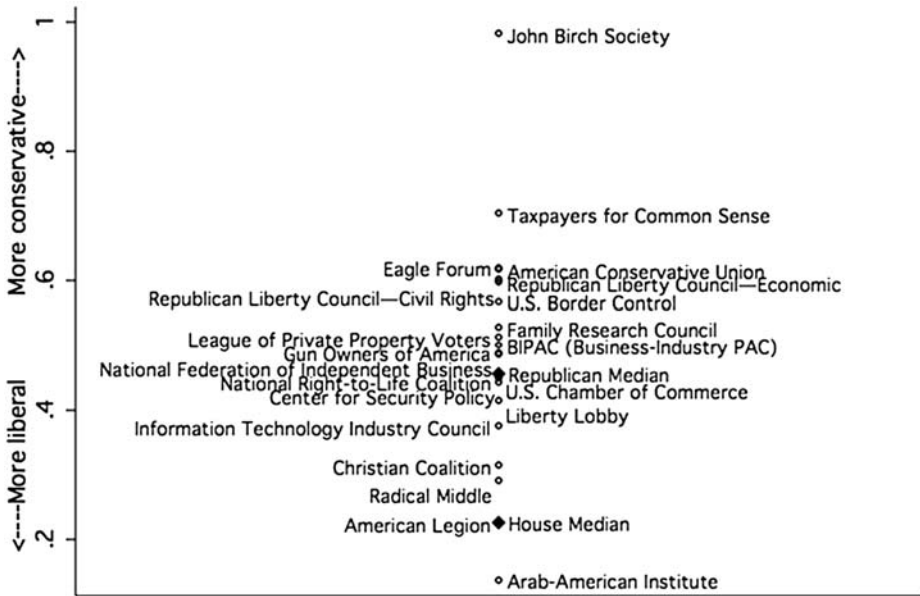 1
John Birch Society
.8
Taxpayers for Common Sense
Eagle Forum
American Conservative Union
.6
Republican Liberty Council—Economic
Republican Liberty Council—Civil Rights
U.S. Border Control
Family Research Council
League of Private Property Voters
BIPAC (Business-Industry PAC)
Gun Owners of America
National Federation of Independent Business
Republican Median
National Right-to-Life Coalition
U.S. Chamber of Commerce
Center for Security Policy
.4
Liberty Lobby
Information Technology Industry Council
Christian Coalition
Radical Middle
American Legion
House Median
.2
Arab-American Institute
<----More liberal
More conservative---->